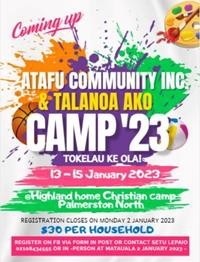 Coming up
ATAFU COMMUNITY INC
& TALANOA AKO
CAMP '23
TOKELAU KE OLA!
13 - 15 January 2023
@Highland home Christian camp
Palmerston North
REGISTRATION CLOSES ON MONDAY 2 JANUARY 2023
$30 PER HOUSEHOLD
REGISTER ON FB VIA FORM IN POST OR CONTACT SETU LEPAIO
OR IN -PERSON AT MATAUALA 2 JANUARY 2023 -